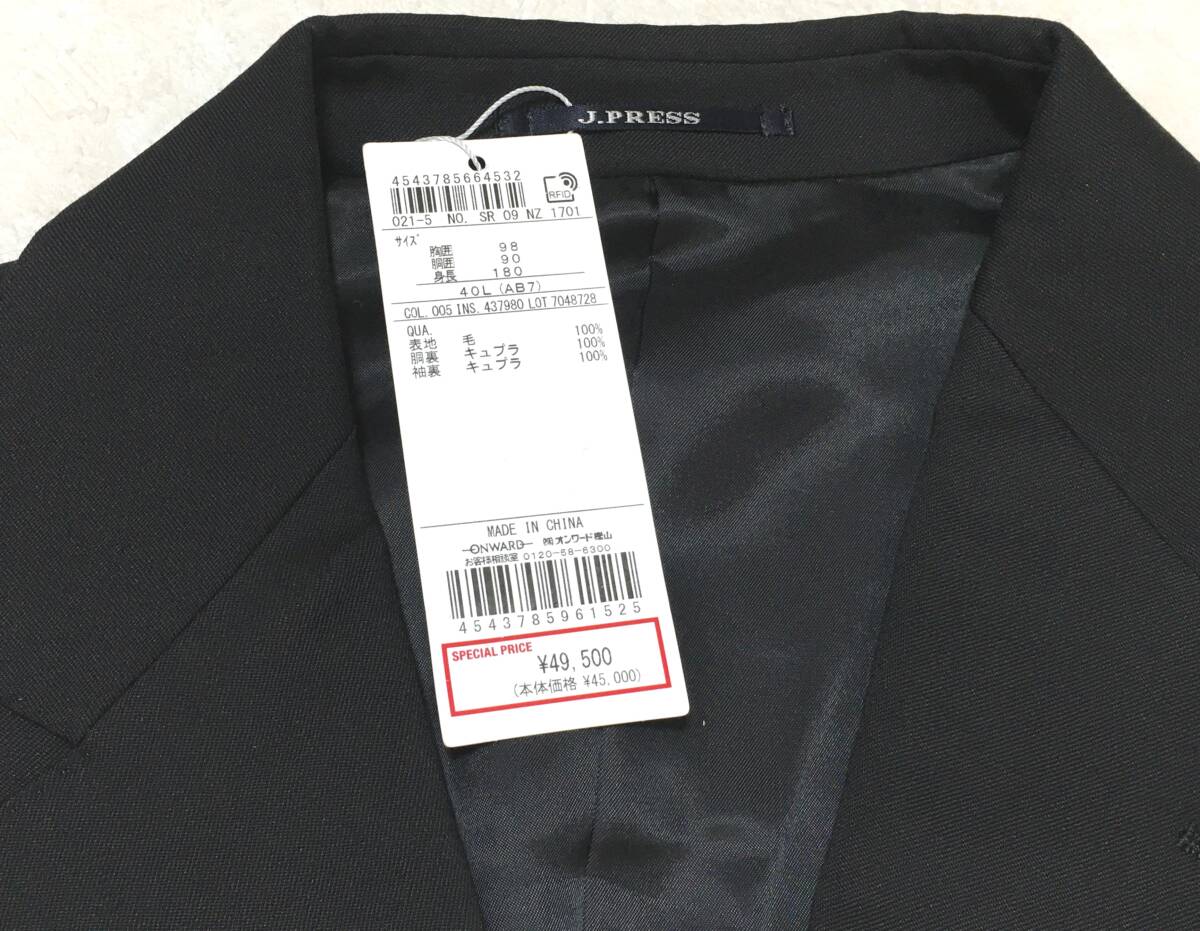 J.PRESS
4543785664532
RFID
021-5 NO. SR 09 NZ 1701
サイズ
胸囲 98
胴囲 90
身長 180
40L (AB7)
COL. 005 INS. 437980 LOT 7048728
QUA.
表地 毛 100%
胴裏 キュプラ 100%
袖裏 キュプラ 100%
MADE IN CHINA
ONWARD ㈱オンワード樫山
お客様相談室 0120-58-6300
4543785961525
SPECIAL PRICE
¥49,500
(本体価格 ¥45,000)